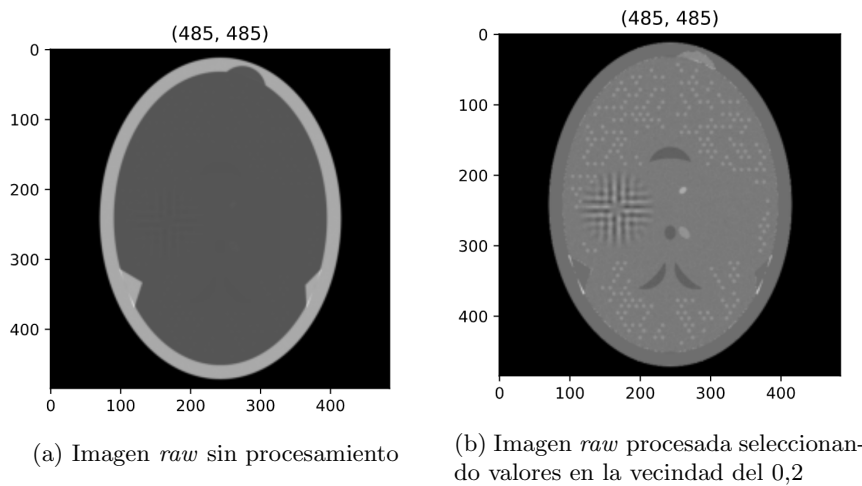 (485, 485)
0
100
200
300
400
0 100 200 300 400
(a) Imagen raw sin procesamiento
(485, 485)
0
100
200
300
400
0 100 200 300 400
(b) Imagen raw procesada seleccionan-
do valores en la vecindad del 0,2